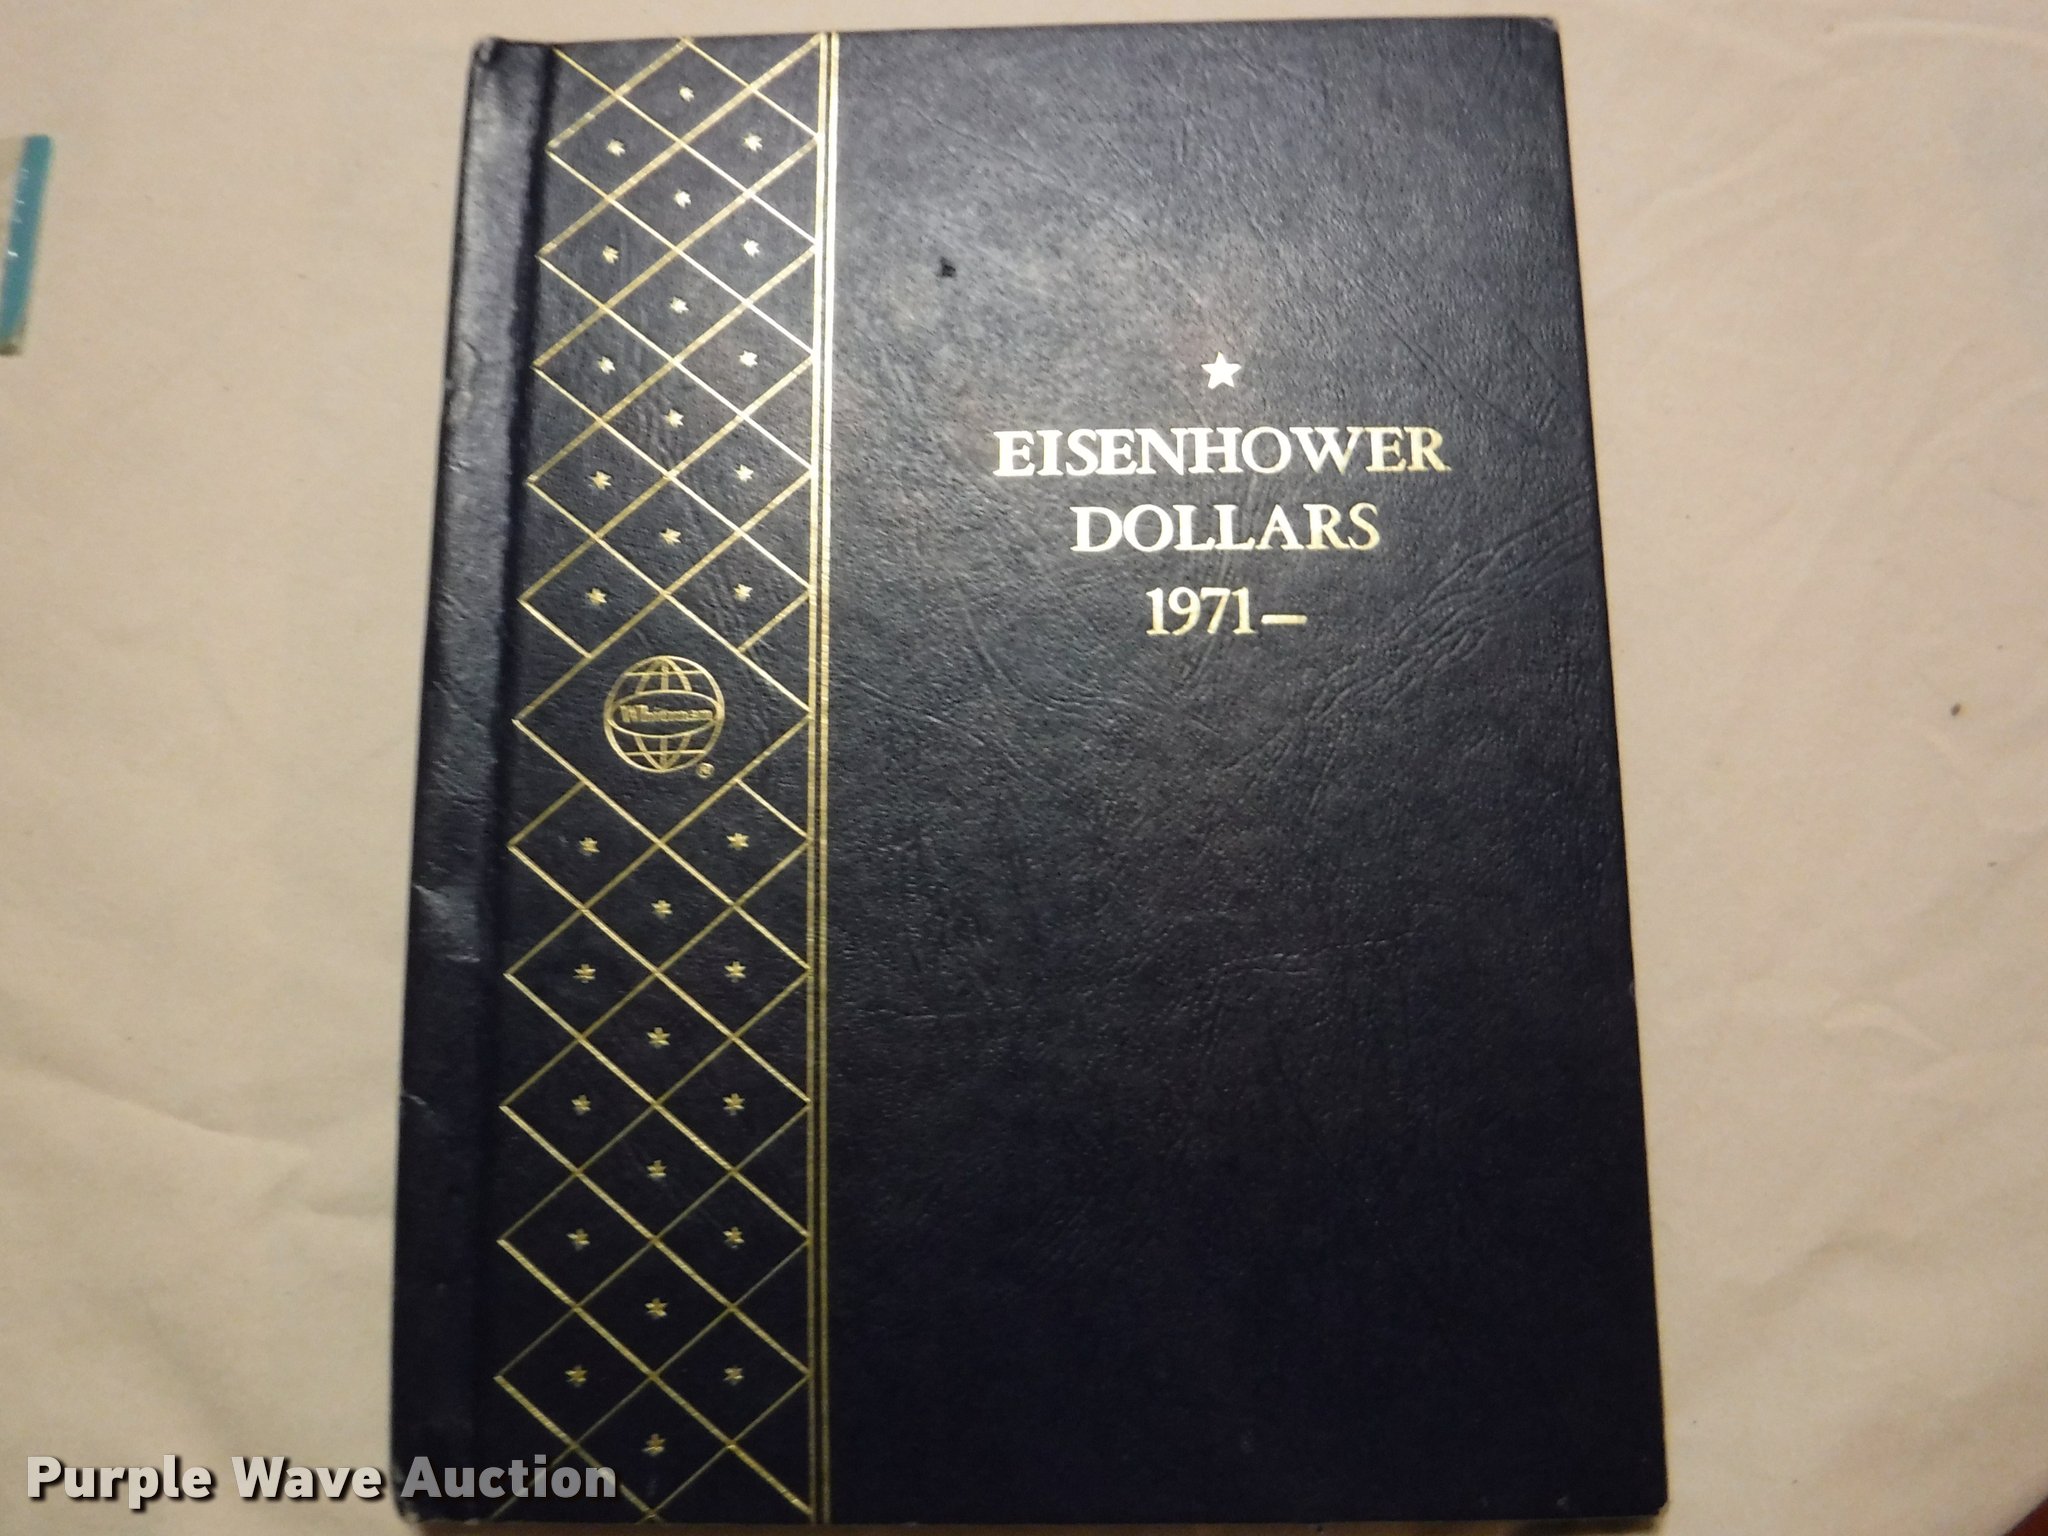 EISENHOWER
DOLLARS
1971—
Whitman
®
Purple Wave Auction